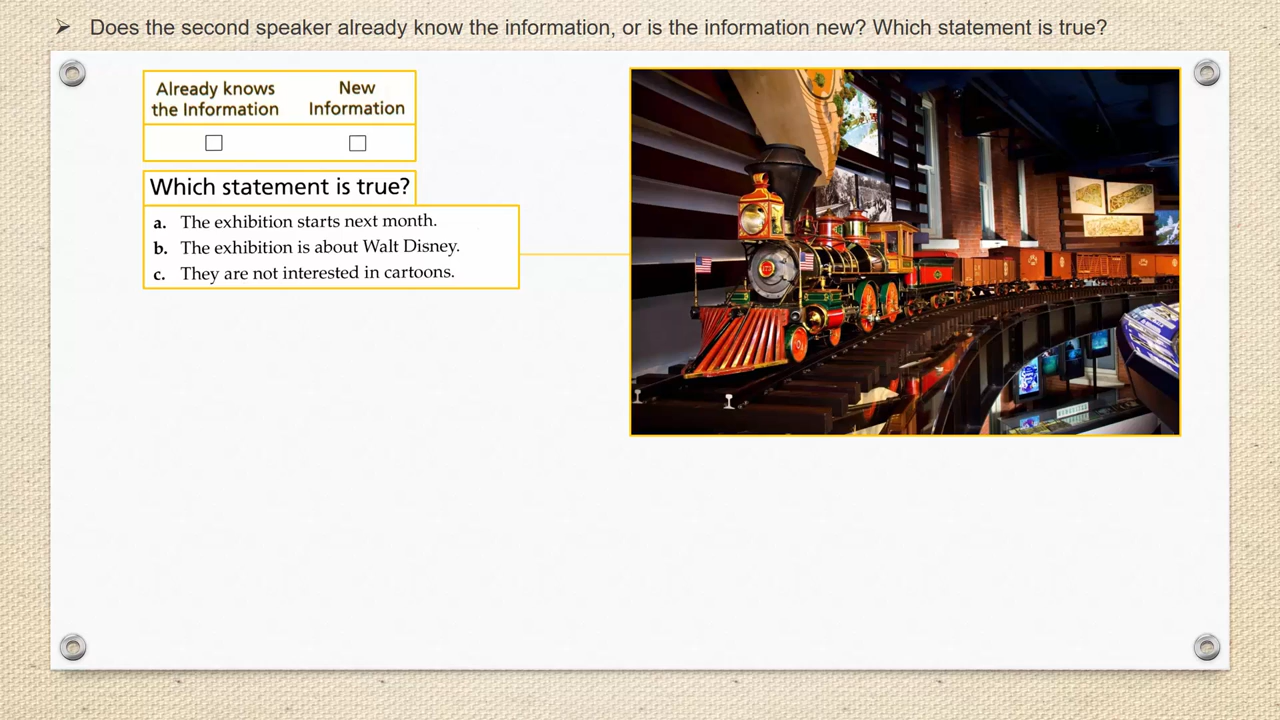 ➢ Does the second speaker already know the information, or is the information new? Which statement is true?
Already knows the Information
New Information
☐ ☐
Which statement is true?
a. The exhibition starts next month.
b. The exhibition is about Walt Disney.
c. They are not interested in cartoons.